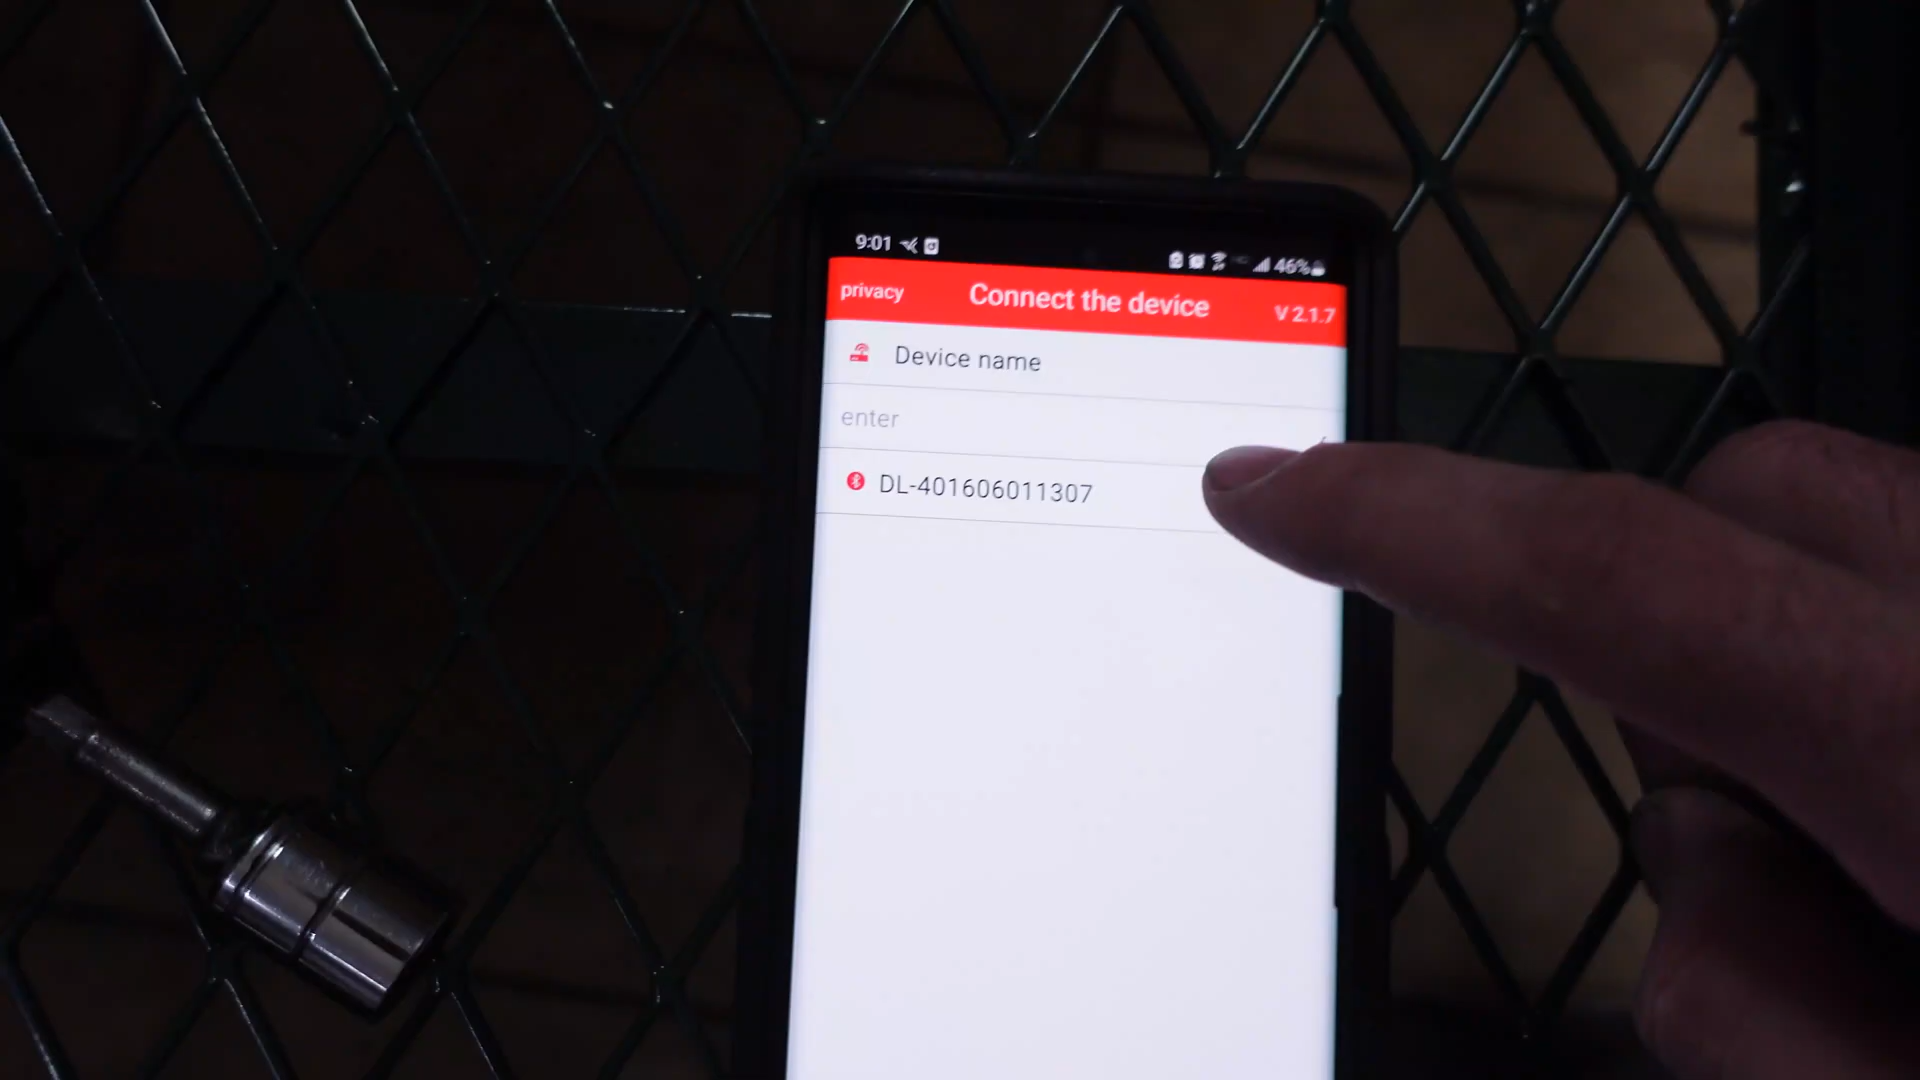 9:01 46%
privacy Connect the device V 2.1.7
Device name
enter
DL-401606011307